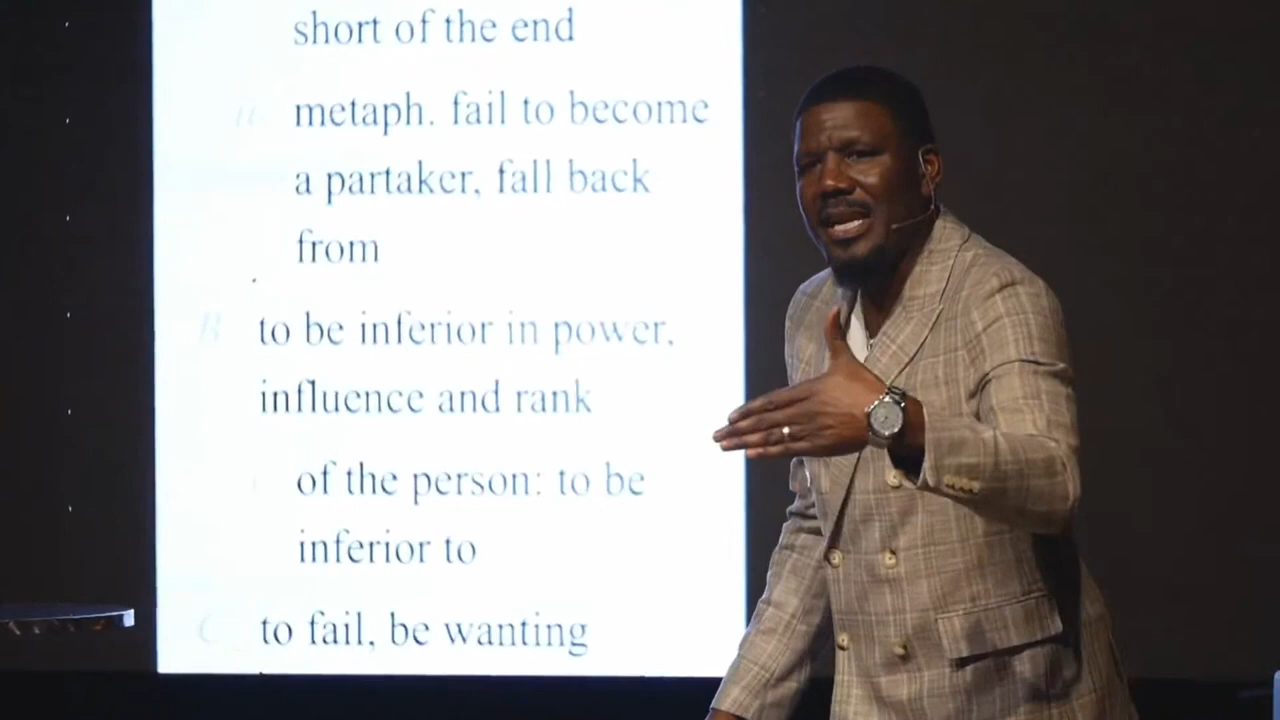 short of the end
metaph. fail to become
a partaker, fall back
from
B to be inferior in power,
influence and rank
of the person: to be
inferior to
C to fail, be wanting